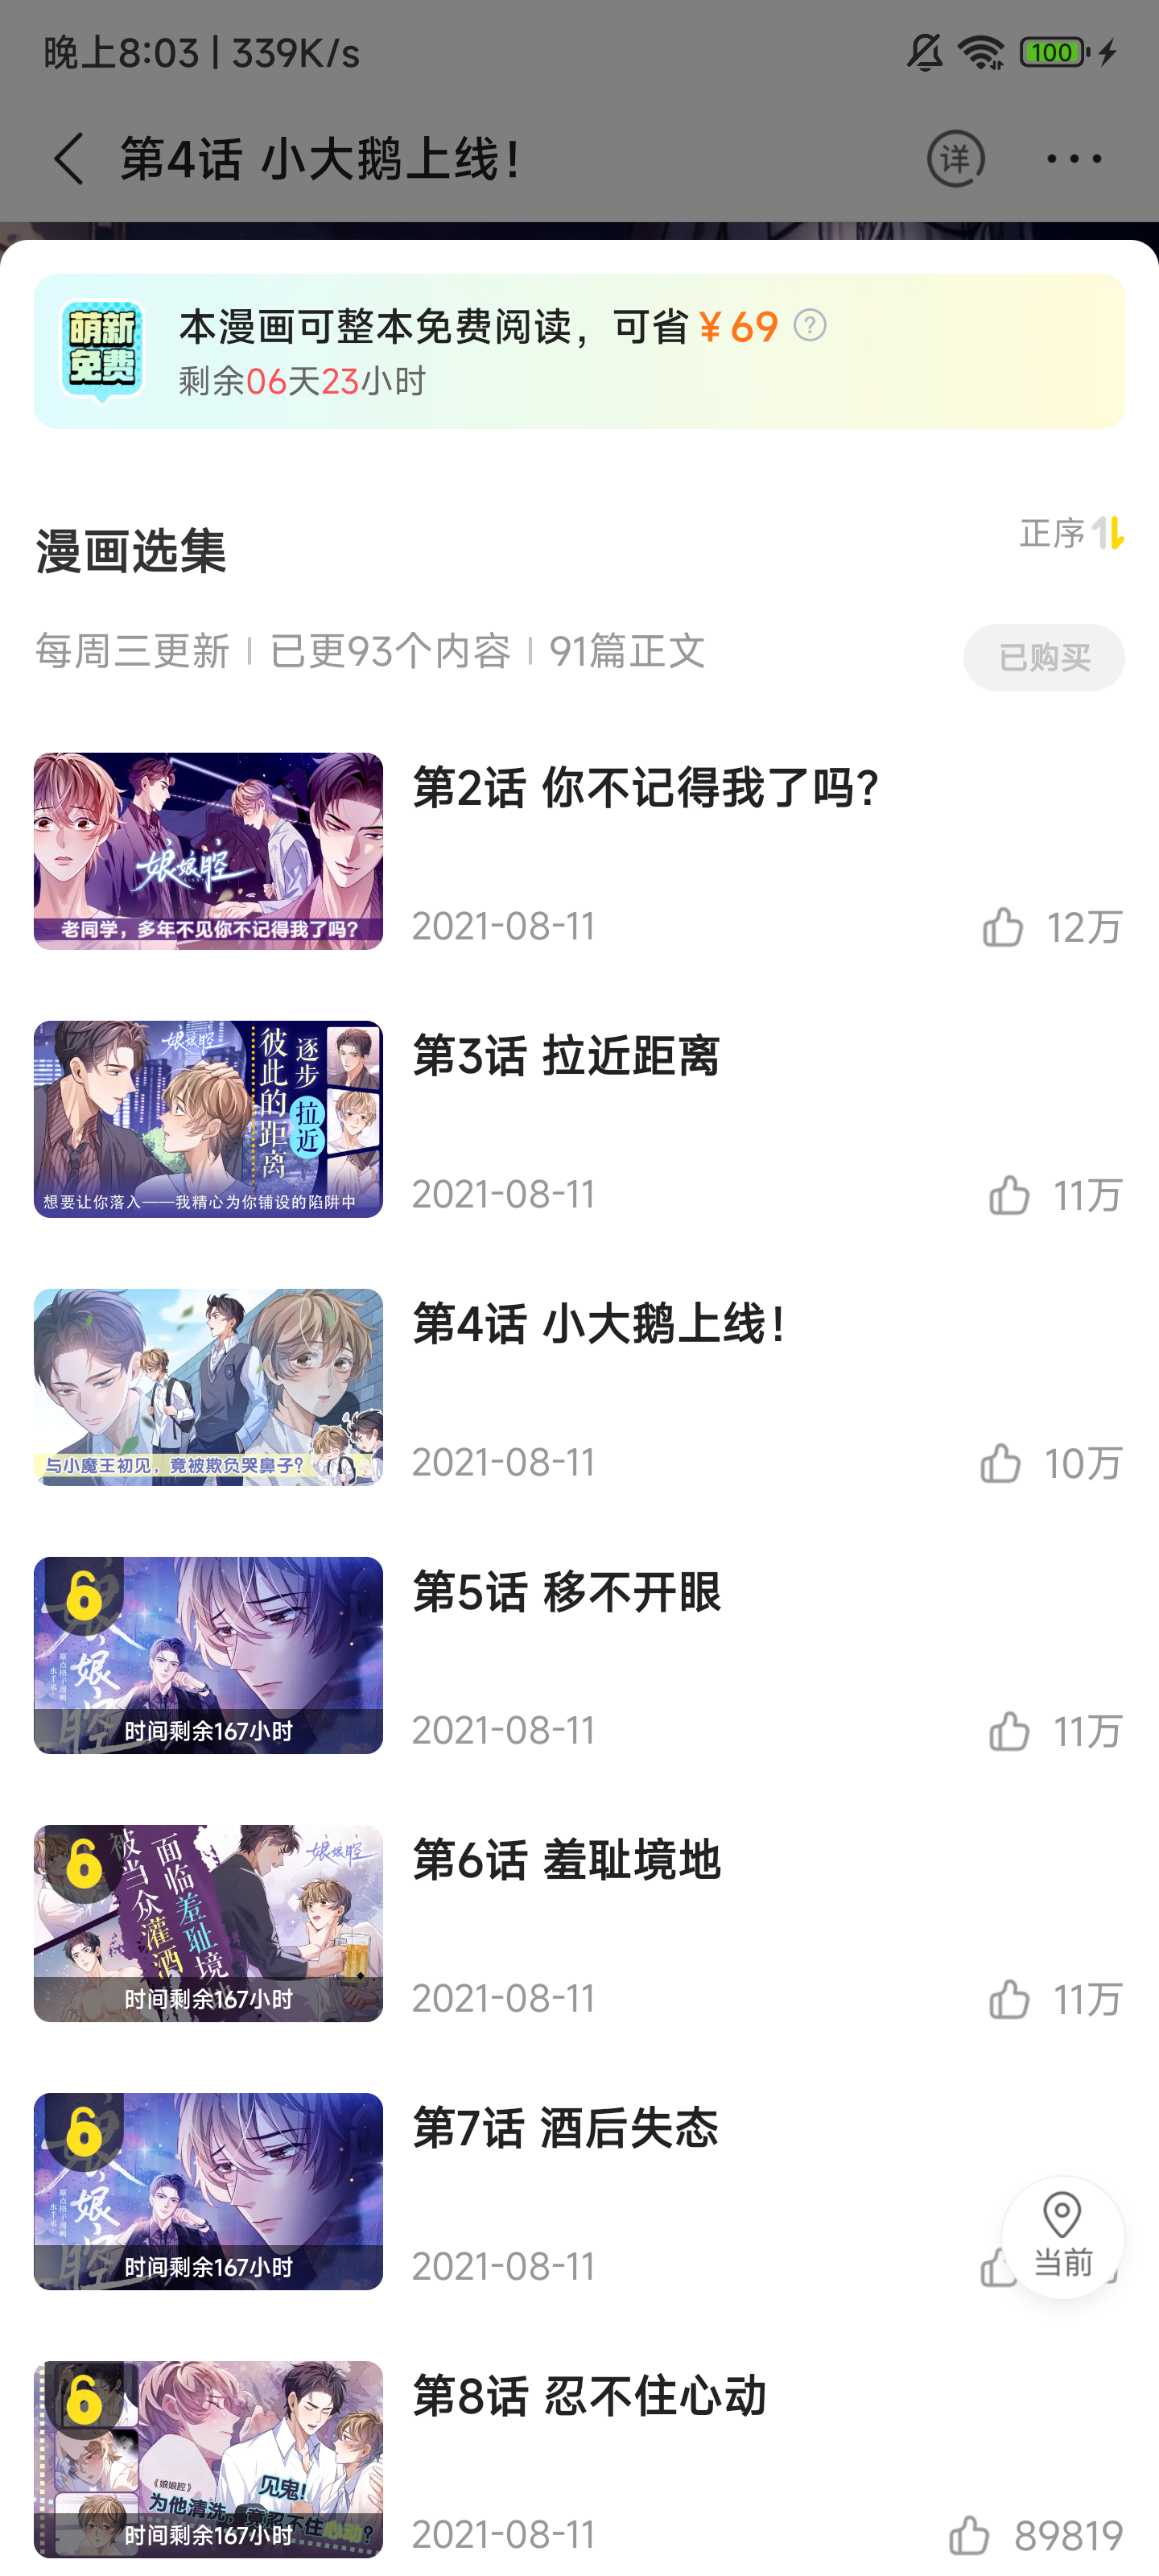 晚上8:03 | 339K/s
100
第4话 小大鹅上线!
详
萌新
免费
本漫画可整本免费阅读，可省¥69
剩余06天23小时
漫画选集
正序
每周三更新 | 已更93个内容 | 91篇正文
已购买
娘娘腔
老同学，多年不见你不记得我了吗？
第2话 你不记得我了吗？
2021-08-11
12万
娘娘腔
逐步拉近
彼此的距离
想要让你落入——我精心为你铺设的陷阱中
第3话 拉近距离
2021-08-11
11万
与小魔王初见，竟被欺负哭鼻子？
第4话 小大鹅上线!
2021-08-11
10万
娘娘腔
时间剩余167小时
第5话 移不开眼
2021-08-11
11万
娘娘腔
面临羞耻境地
被当众灌酒
时间剩余167小时
第6话 羞耻境地
2021-08-11
11万
娘娘腔
时间剩余167小时
第7话 酒后失态
2021-08-11
当前
《娘娘腔》
见鬼!
为他清洗，竟忍不住心动?
时间剩余167小时
第8话 忍不住心动
2021-08-11
89819